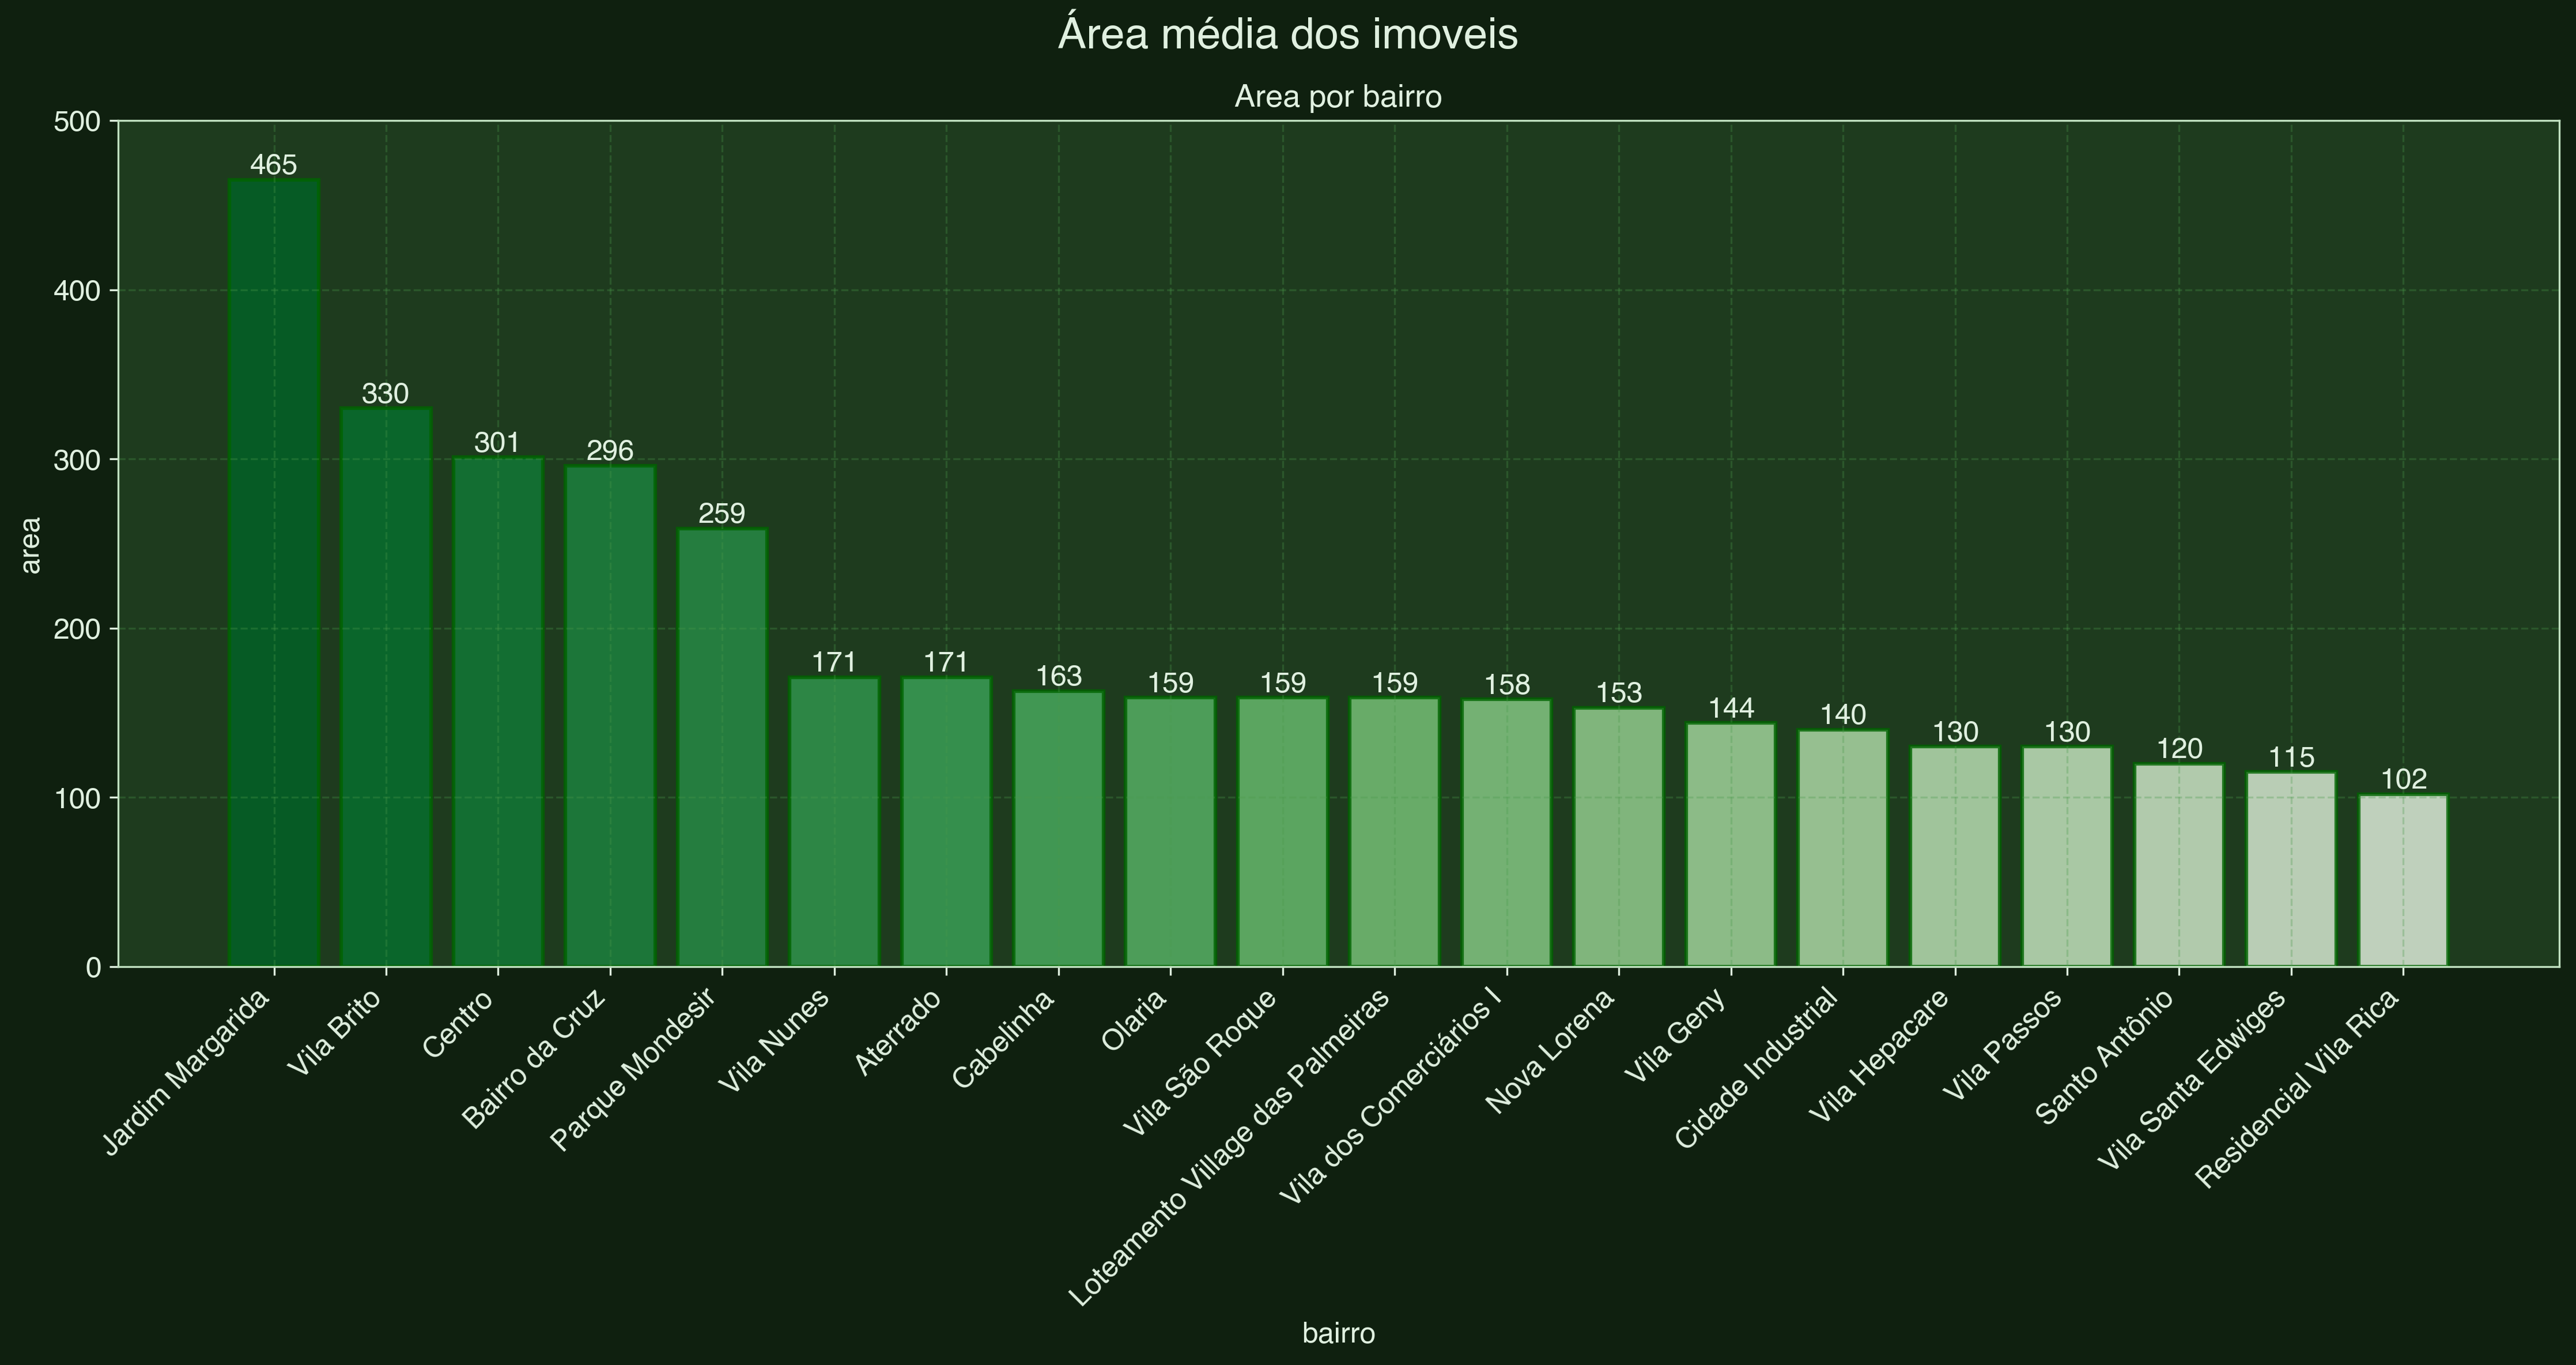 Área média dos imoveis
Area por bairro
500
400
300
200
100
0
area
465
330
301
296
259
171
171
163
159
159
159
158
153
144
140
130
130
120
115
102
Jardim Margarida
Vila Brito
Centro
Bairro da Cruz
Parque Mondesir
Vila Nunes
Aterrado
Cabelinha
Olaria
Vila São Roque
Loteamento Village das Palmeiras
Vila dos Comerciários I
Nova Lorena
Vila Geny
Cidade Industrial
Vila Hepacare
Vila Passos
Santo Antônio
Vila Santa Edwiges
Residencial Vila Rica
bairro